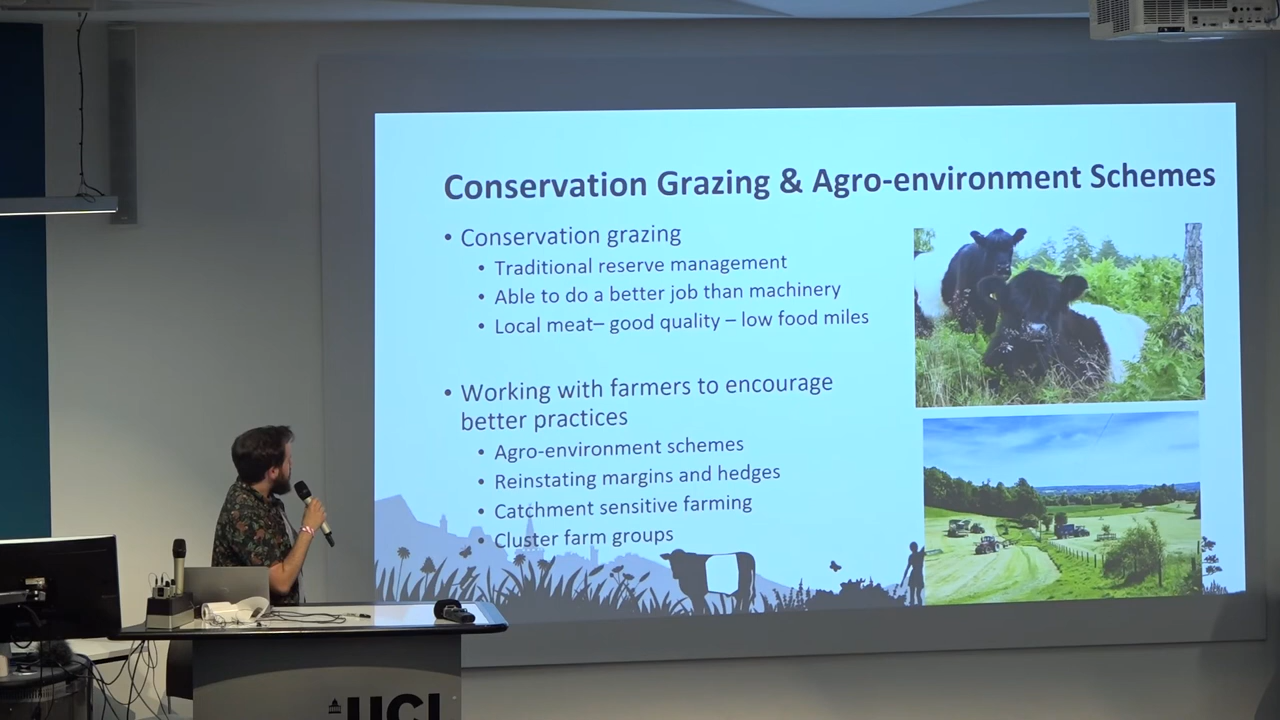 Conservation Grazing & Agro-environment Schemes
• Conservation grazing
• Traditional reserve management
• Able to do a better job than machinery
• Local meat– good quality – low food miles
• Working with farmers to encourage
better practices
• Agro-environment schemes
• Reinstating margins and hedges
• Catchment sensitive farming
• Cluster farm groups
UCL